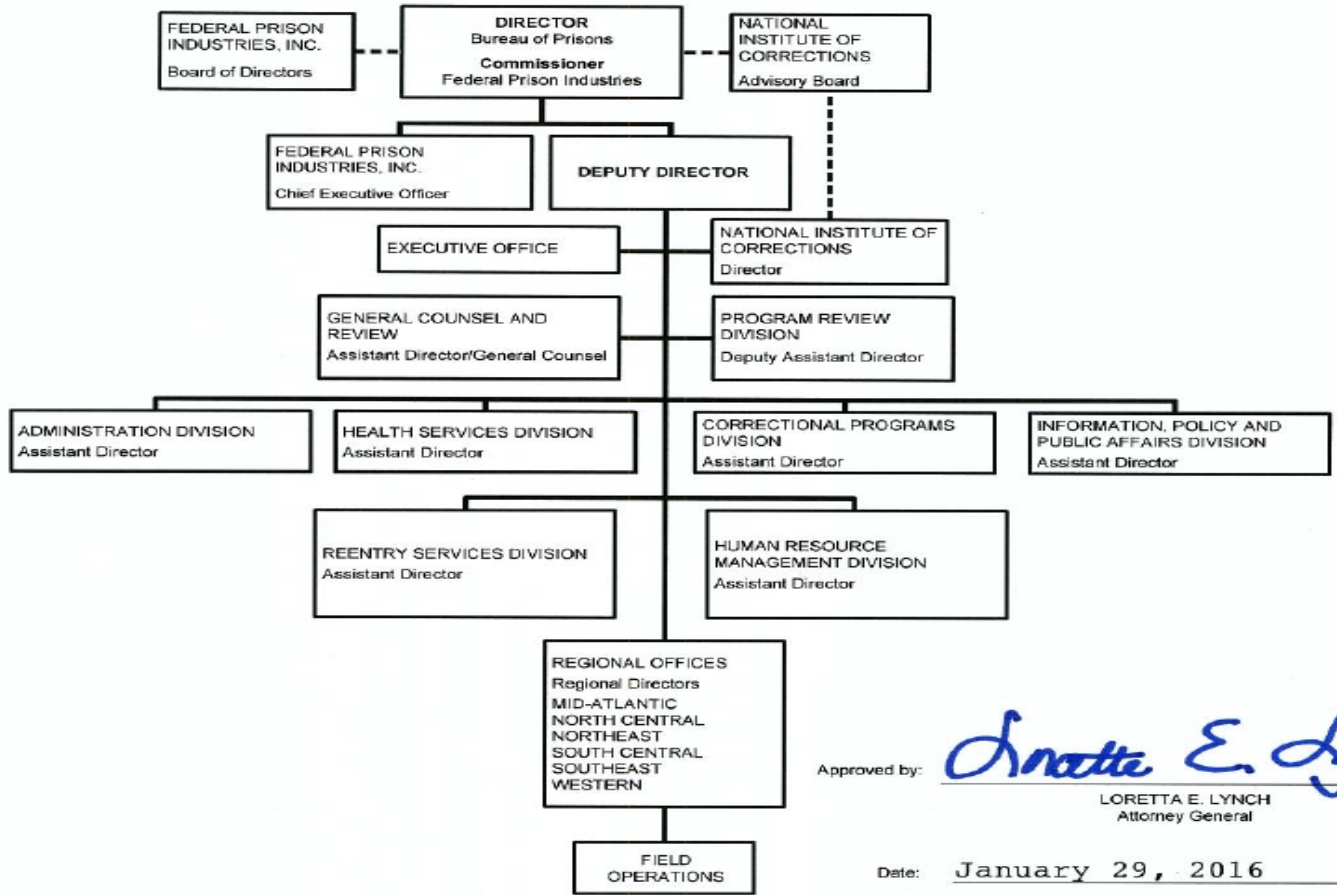 FEDERAL PRISON
INDUSTRIES, INC.
Board of Directors
DIRECTOR
Bureau of Prisons
Commissioner
Federal Prison Industries
NATIONAL
INSTITUTE OF
CORRECTIONS
Advisory Board
FEDERAL PRISON
INDUSTRIES, INC.
Chief Executive Officer
DEPUTY DIRECTOR
EXECUTIVE OFFICE
NATIONAL INSTITUTE OF
CORRECTIONS
Director
GENERAL COUNSEL AND
REVIEW
Assistant Director/General Counsel
PROGRAM REVIEW
DIVISION
Deputy Assistant Director
ADMINISTRATION DIVISION
Assistant Director
HEALTH SERVICES DIVISION
Assistant Director
CORRECTIONAL PROGRAMS
DIVISION
Assistant Director
INFORMATION, POLICY AND
PUBLIC AFFAIRS DIVISION
Assistant Director
REENTRY SERVICES DIVISION
Assistant Director
HUMAN RESOURCE
MANAGEMENT DIVISION
Assistant Director
REGIONAL OFFICES
Regional Directors
MID-ATLANTIC
NORTH CENTRAL
NORTHEAST
SOUTH CENTRAL
SOUTHEAST
WESTERN
FIELD
OPERATIONS
Approved by: Loretta E.
LORETTA E. LYNCH
Attorney General
Date: January 29, 2016